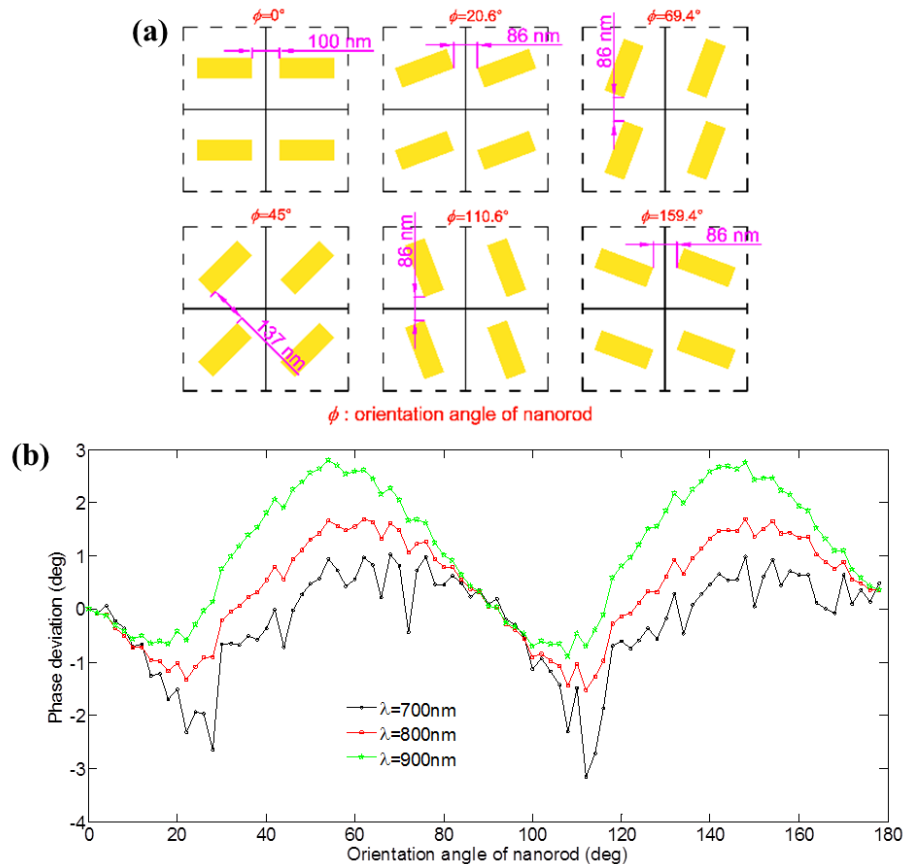 (a)
ϕ=0°
ϕ=20.6°
ϕ=69.4°
100 nm
86 nm
86 nm
ϕ=45°
ϕ=110.6°
ϕ=159.4°
137 nm
86 nm
86 nm
ϕ : orientation angle of nanorod
(b)
Phase deviation (deg)
3
2
1
0
-1
-2
-3
-4
λ=700nm
λ=800nm
λ=900nm
0 20 40 60 80 100 120 140 160 180
Orientation angle of nanorod (deg)